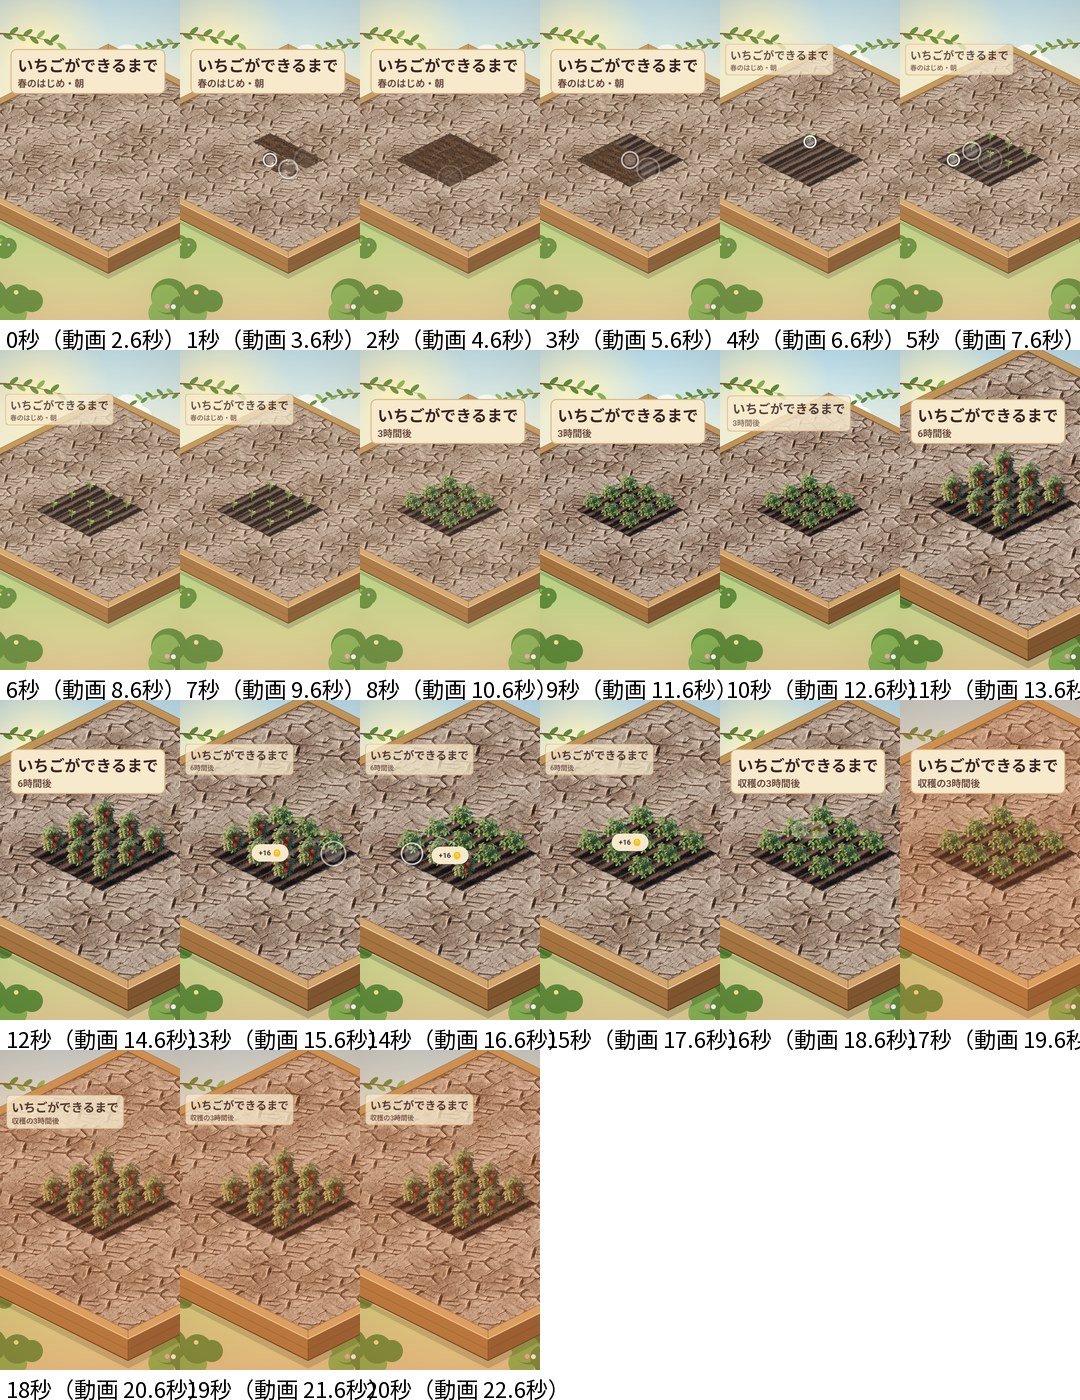 いちごができるまで
春のはじめ・朝
いちごができるまで
春のはじめ・朝
いちごができるまで
春のはじめ・朝
いちごができるまで
春のはじめ・朝
いちごができるまで
春のはじめ・朝
いちごができるまで
春のはじめ・朝
0秒（動画 2.6秒）
1秒（動画 3.6秒）
2秒（動画 4.6秒）
3秒（動画 5.6秒）
4秒（動画 6.6秒）
5秒（動画 7.6秒）
いちごができるまで
春のはじめ・朝
いちごができるまで
春のはじめ・朝
いちごができるまで
3時間後
いちごができるまで
3時間後
いちごができるまで
3時間後
いちごができるまで
6時間後
6秒（動画 8.6秒）
7秒（動画 9.6秒）
8秒（動画 10.6秒）
9秒（動画 11.6秒）
10秒（動画 12.6秒）
11秒（動画 13.6秒
いちごができるまで
6時間後
いちごができるまで
6時間後
+16
いちごができるまで
6時間後
+16
いちごができるまで
6時間後
+16
いちごができるまで
収穫の3時間後
いちごができるまで
収穫の3時間後
12秒（動画 14.6秒）
13秒（動画 15.6秒）
14秒（動画 16.6秒）
15秒（動画 17.6秒）
16秒（動画 18.6秒）
17秒（動画 19.6秒
いちごができるまで
収穫の3時間後
いちごができるまで
収穫の3時間後
いちごができるまで
収穫の3時間後
18秒（動画 20.6秒）
19秒（動画 21.6秒）
20秒（動画 22.6秒）